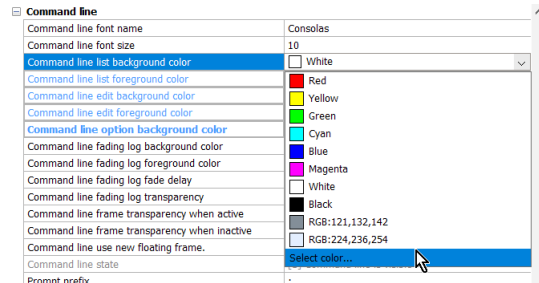 Command line
Command line font name Consolas
Command line font size 10
Command line list background color White
Command line list foreground color Red
Command line edit background color Yellow
Command line edit foreground color Green
Command line option background color Cyan
Command line fading log background color Blue
Command line fading log foreground color Magenta
Command line fading log fade delay White
Command line fading log transparency Black
Command line frame transparency when active RGB:121,132,142
Command line frame transparency when inactive RGB:224,236,254
Command line use new floating frame. Select color...
Command line state
Prompt prefix :